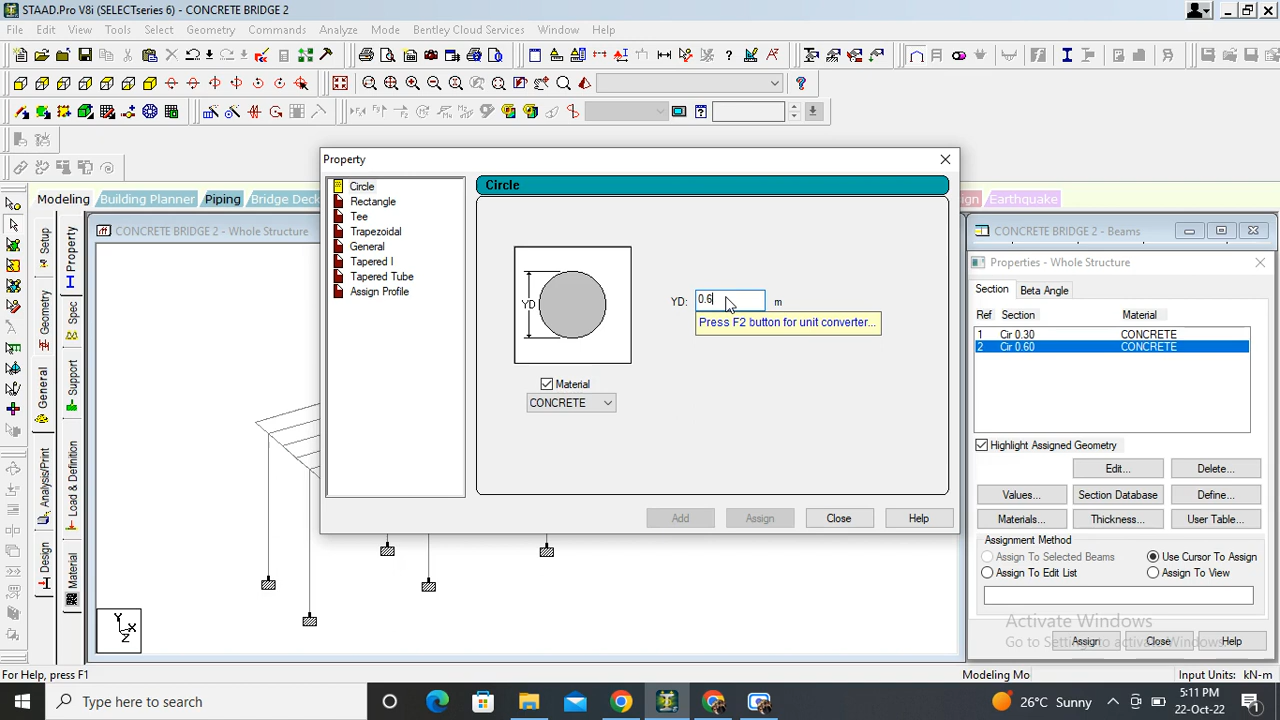 STAAD.Pro V8i (SELECTseries 6) - CONCRETE BRIDGE 2
File Edit View Tools Select Geometry Commands Analyze Mode Bentley Cloud Services Window Help
Modeling Building Planner Piping Bridge Deck Earthquake
CONCRETE BRIDGE 2 - Whole Structure
Setup
Geometry
General
Analysis/Print
Design
Property
Spec
Support
Load & Definition
Material
Property
Circle
Rectangle
Tee
Trapezoidal
General
Tapered I
Tapered Tube
Assign Profile
Circle
YD
YD: 0.6 m
Press F2 button for unit converter...
Material
CONCRETE
Add Assign Close Help
CONCRETE BRIDGE 2 - Beams
Properties - Whole Structure
Section Beta Angle
Ref Section Material
1 Cir 0.30 CONCRETE
2 Cir 0.60 CONCRETE
Highlight Assigned Geometry
Edit... Delete...
Values... Section Database Define...
Materials... Thickness... User Table...
Assignment Method
Assign To Selected Beams Use Cursor To Assign
Assign To Edit List Assign To View
Activate Windows
Go to Settings to activate Windows.
Assign Close Help
Y
X
Z
For Help, press F1
Modeling Mo Input Units: kN-m
Type here to search
26°C Sunny
5:11 PM
22-Oct-22
1